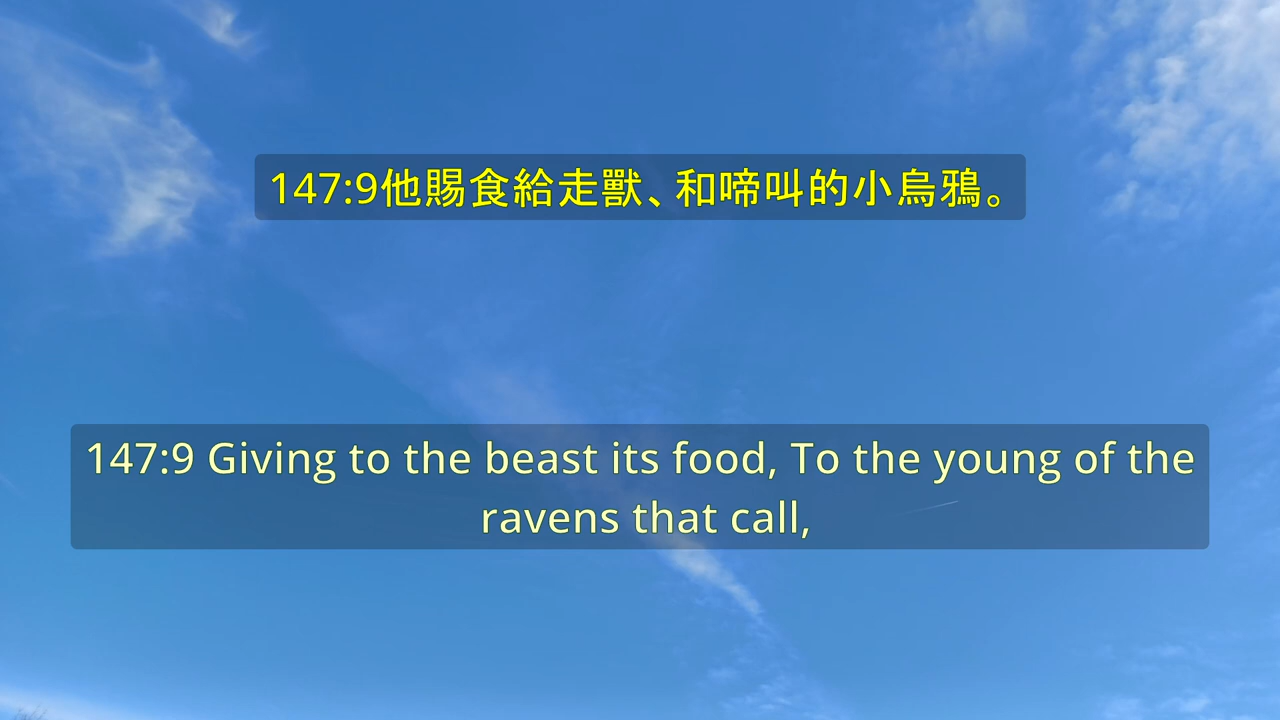 147:9他賜食給走獸、和啼叫的小烏鴉。
147:9 Giving to the beast its food, To the young of the
ravens that call,